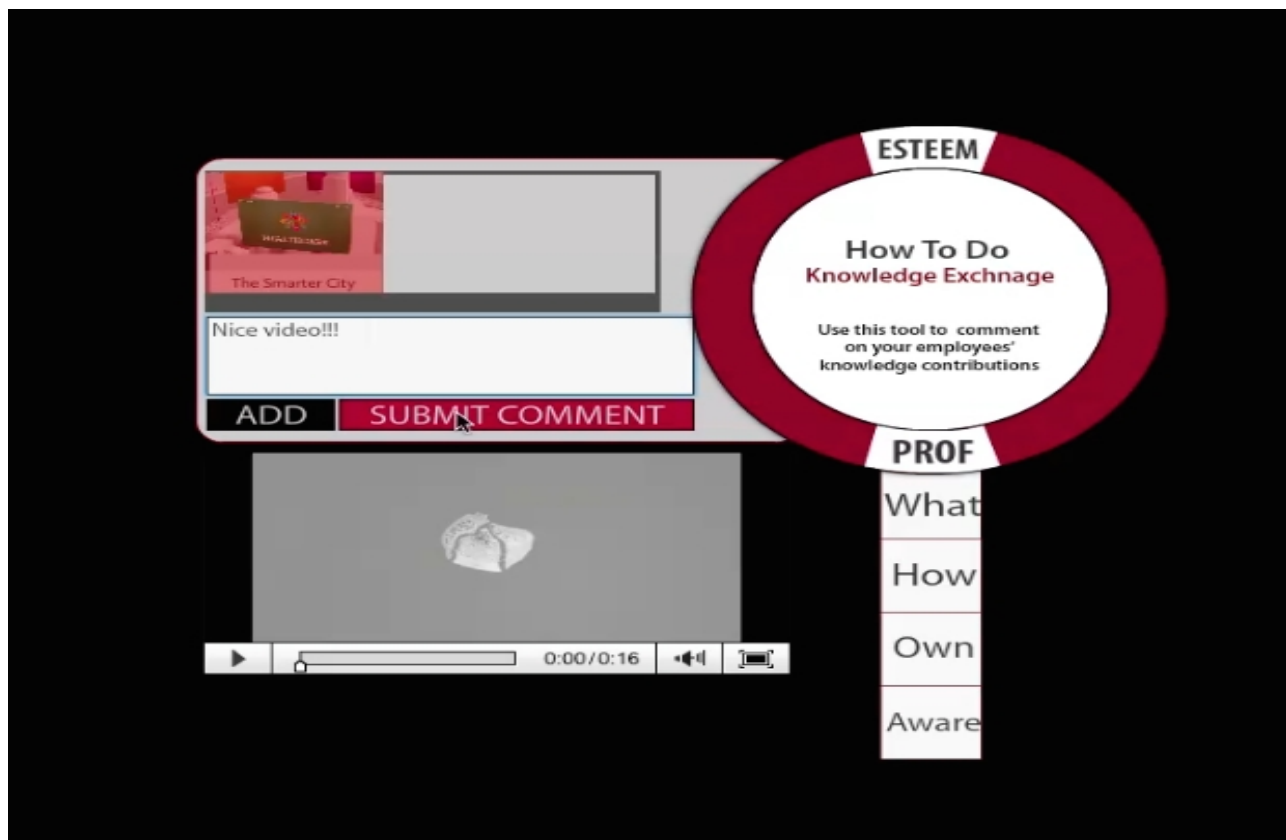 ESTEEM
How To Do
Knowledge Exchnage
Use this tool to comment
on your employees'
knowledge contributions
PROF
What
How
Own
Aware
The Smarter City
Nice video!!!
ADD
SUBMIT COMMENT
0:00/0:16